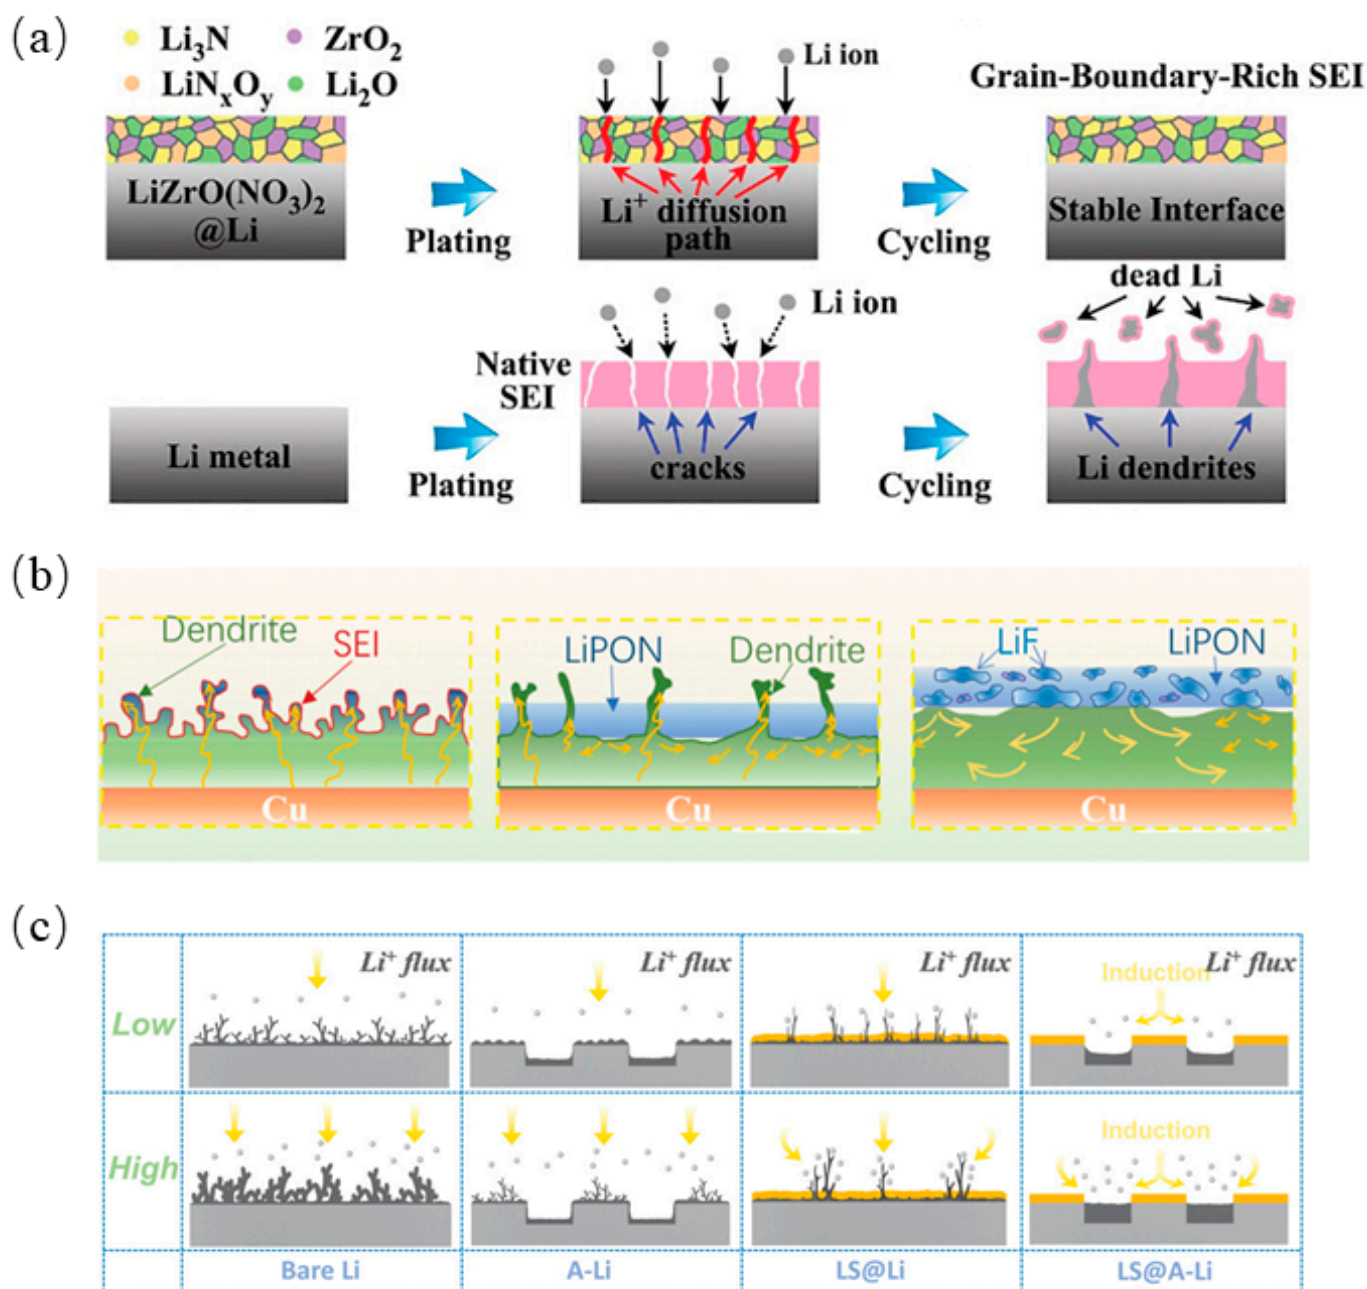 (a)
Li₃N
ZrO₂
LiNₓOᵧ
Li₂O
Li ion
Grain-Boundary-Rich SEI
LiZrO(NO₃)₂
@Li
Plating
Li⁺ diffusion
path
Cycling
Stable Interface
Li metal
Plating
Native
SEI
Li ion
cracks
Cycling
dead Li
Li dendrites
(b)
Dendrite
SEI
Cu
LiPON
Dendrite
Cu
LiF
LiPON
Cu
(c)
Low
Li⁺ flux
Li⁺ flux
Li⁺ flux
Induction
Li⁺ flux
High
Induction
Bare Li
A-Li
LS@Li
LS@A-Li